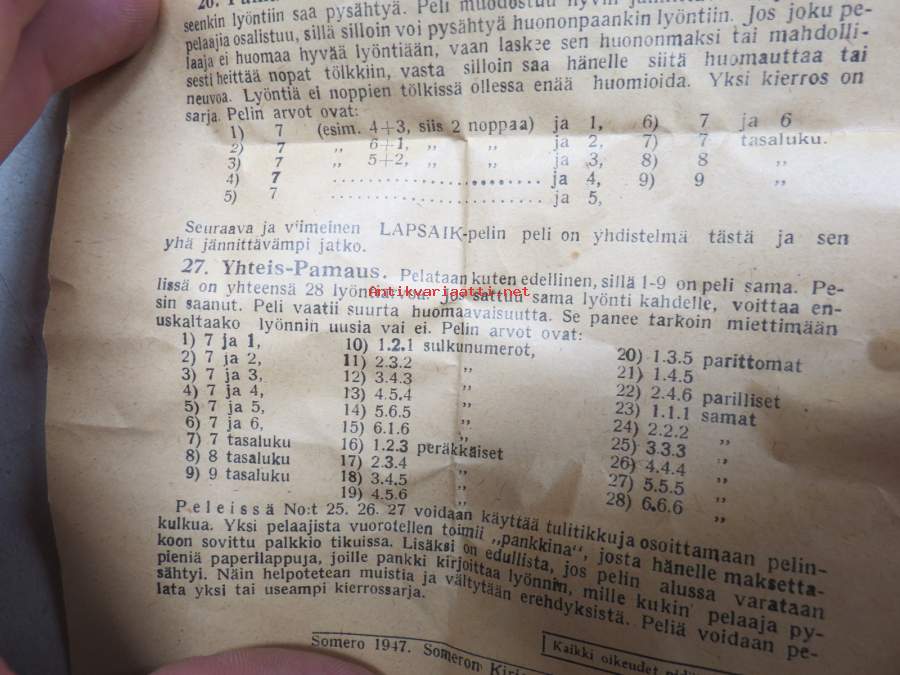 seenkin lyöntiin saa pysähtyä. Peli muodostuu hyvin
pelaajia osalistuu, sillä silloin voi pysähtyä huononpaankin lyöntiin. Jos joku pe-
laaja ei huomaa hyvää lyöntiään, vaan laskee sen huononmaksi tai mahdolli-
sesti heittää nopat tölkkiin, vasta silloin saa hänelle siitä huomauttaa tai
neuvoa. Lyöntiä ei noppien tölkissä ollessa enää huomioida. Yksi kierros on
sarja. Pelin arvot ovat:
1) 7 (esim. 4+3, siis 2 noppaa) ja 1, 6) 7 ja 6
2) 7 „ 6+1, „ „ ja 2, 7) 7 tasaluku.
3) 7 „ 5+2, „ „ ja 3, 8) 8 „
4) 7 .................... ja 4, 9) 9 „
5) 7 .................... ja 5,
Seuraava ja viimeinen LAPSAIK-pelin peli on yhdistelmä tästä ja sen
yhä jännittävämpi jatko.
27. Yhteis-Pamaus. Pelataan kuten edellinen, sillä 1-9 on peli sama. Pe-
lissä on yhteensä 28 Jos sattuu sama lyönti kahdelle, voittaa en-
antikvariaatti.net
sin saanut. Peli vaatii suurta huomaavaisuutta. Se panee tarkoin miettimään
uskaltaako lyönnin uusia vai ei. Pelin arvot ovat:
1) 7 ja 1, 10) 1.2.1 sulkunumerot, 20) 1.3.5 parittomat
2) 7 ja 2, 11) 2.3.2 „ 21) 1.4.5
3) 7 ja 3, 12) 3.4.3 „ 22) 2.4.6 parilliset
4) 7 ja 4, 13) 4.5.4 „ 23) 1.1.1 samat
5) 7 ja 5, 14) 5.6.5 „ 24) 2.2.2 „
6) 7 ja 6, 15) 6.1.6 „ 25) 3.3.3 „
7) 7 tasaluku 16) 1.2.3 peräkkäiset 26) 4.4.4 „
8) 8 tasaluku 17) 2.3.4 „ 27) 5.5.5 „
9) 9 tasaluku 18) 3.4.5 „ 28) 6.6.6 „
19) 4.5.6 „
Peleissä No:t 25. 26. 27 voidaan käyttää tulitikkuja osoittamaan pelin-
kulkua. Yksi pelaajista vuorotellen toimii „pankkina“, josta hänelle maksetta-
koon sovittu palkkio tikuissa. Lisäksi on edullista, jos pelin alussa varataan
pieniä paperilappuja, joille pankki kirjoittaa lyönnin, mille kukin pelaaja py-
sähtyi. Näin helpotetean muistia ja vältytään erehdyksistä. Peliä voidaan pe-
lata yksi tai useampi kierrossarja.
Somero 1947. Someron
Kaikki oikeudet